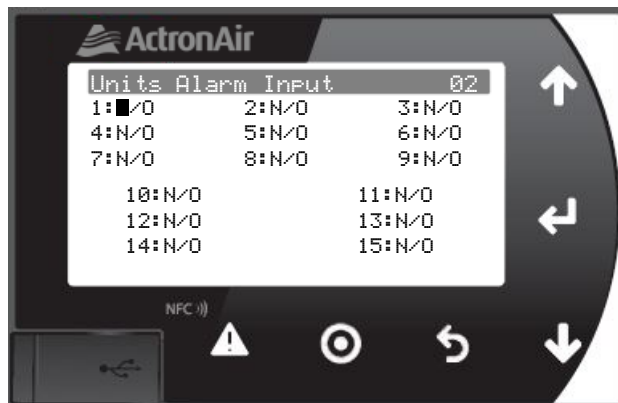 ActronAir
Units Alarm Input 02
1:█/O 2:N/O 3:N/O
4:N/O 5:N/O 6:N/O
7:N/O 8:N/O 9:N/O
10:N/O 11:N/O
12:N/O 13:N/O
14:N/O 15:N/O
NFC